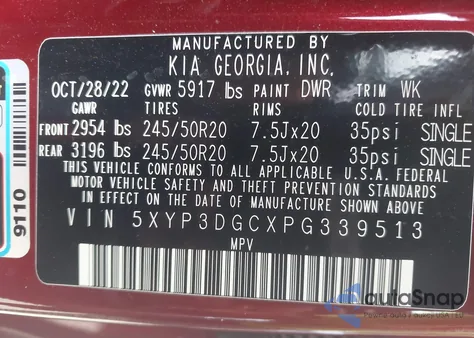 MANUFACTURED BY
KIA GEORGIA, INC.
OCT/28/22 GVWR 5917 lbs PAINT DWR TRIM WK
GAWR TIRES RIMS COLD TIRE INFL
FRONT 2954 lbs 245/50R20 7.5Jx20 35psi SINGLE
REAR 3196 lbs 245/50R20 7.5Jx20 35psi SINGLE
THIS VEHICLE CONFORMS TO ALL APPLICABLE U.S.A. FEDERAL
MOTOR VEHICLE SAFETY AND THEFT PREVENTION STANDARDS
IN EFFECT ON THE DATE OF MANUFACTURE SHOWN ABOVE
VIN 5XYP3DGCXPG339513
MPV
9110
autoSnap